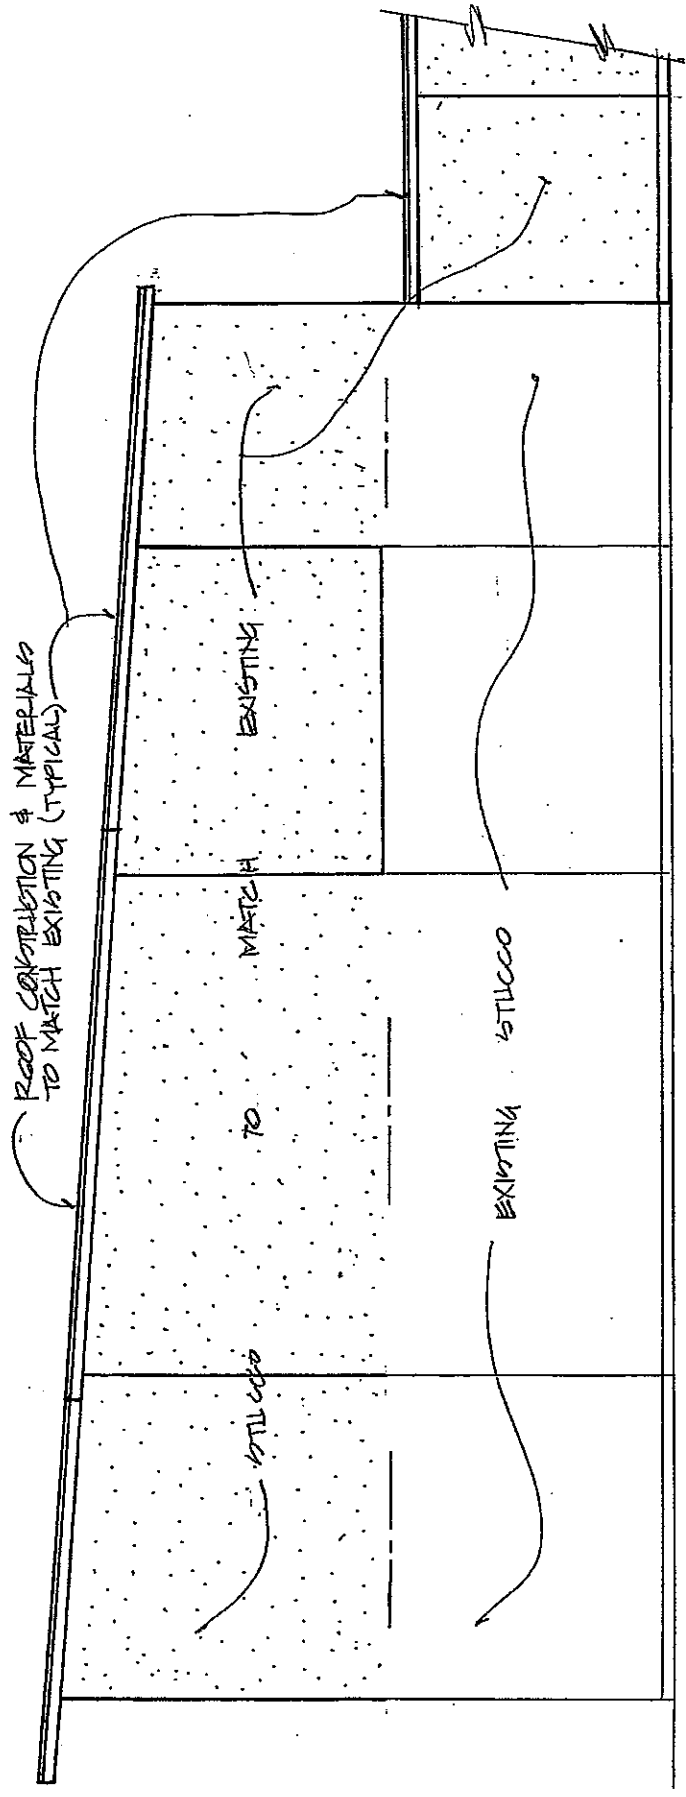 ROOF CONSTRUCTION & MATERIALS
TO MATCH EXISTING (TYPICAL)
STUCCO TO MATCH EXISTING
EXISTING STUCCO